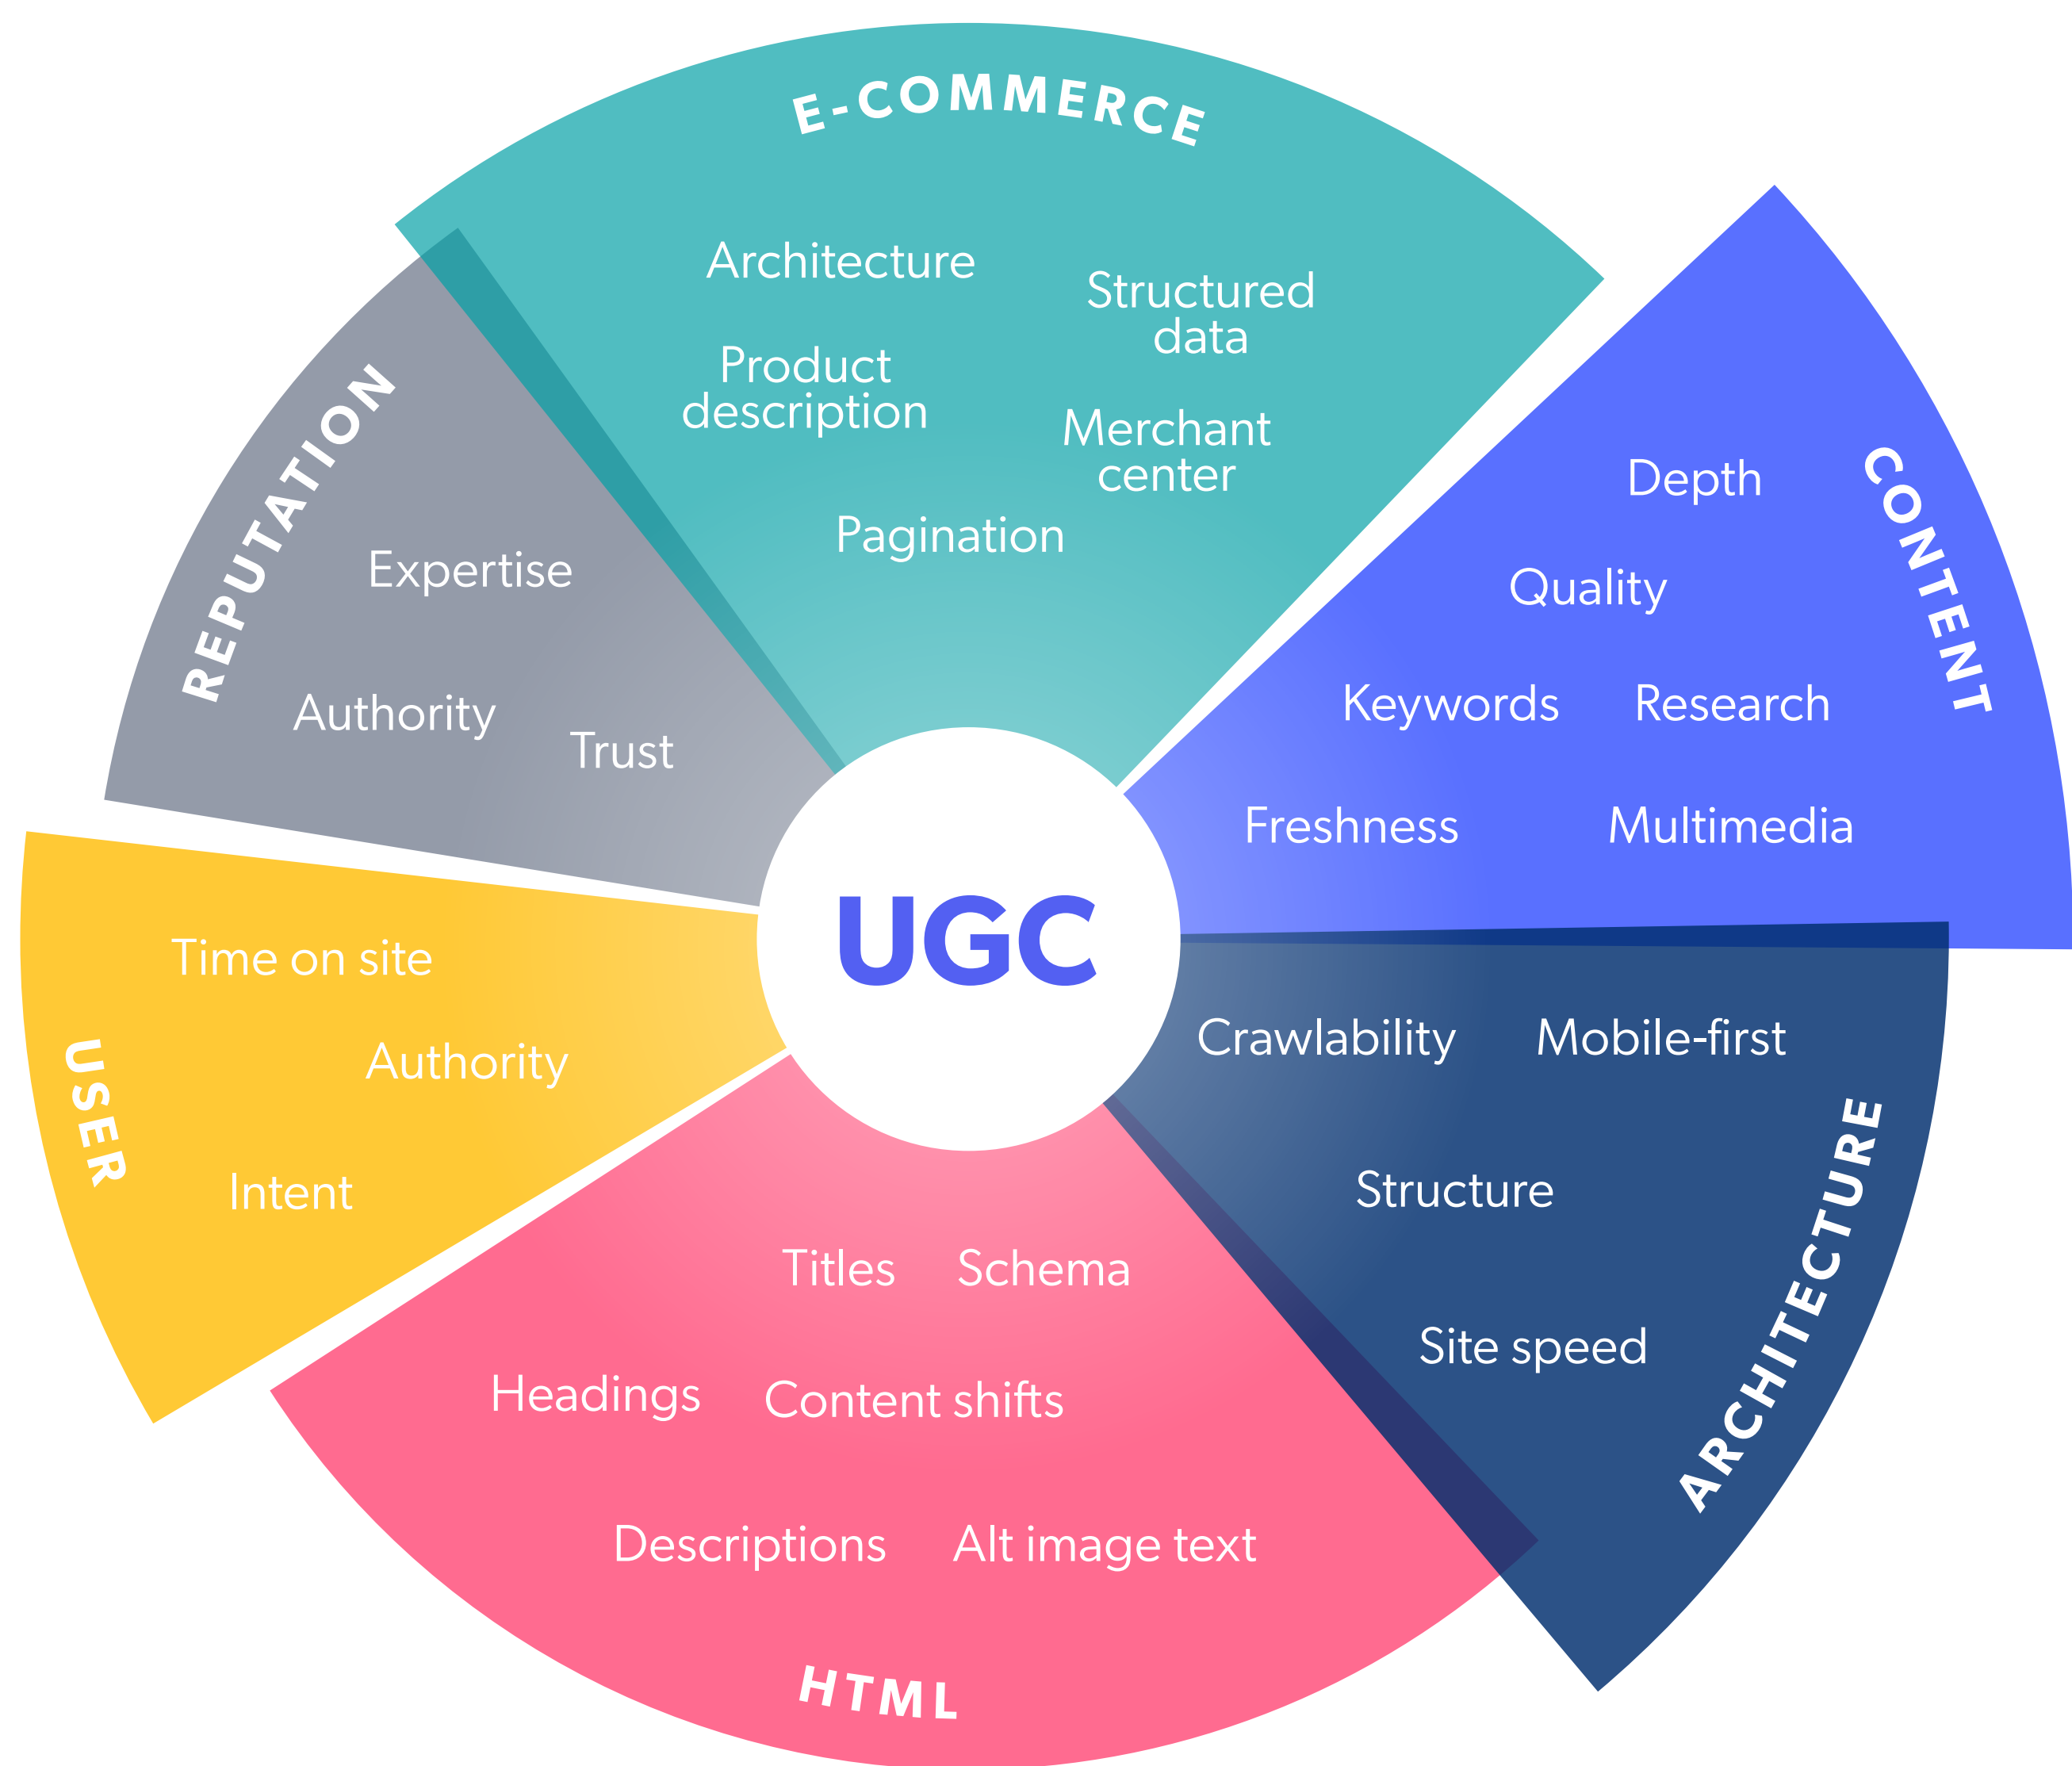 E-COMMERCE
Architecture
Structured
data
Product
description
Merchant
center
Pagination
CONTENT
Depth
Quality
Keywords
Research
Freshness
Multimedia
ARCHITECTURE
Crawlability
Mobile-first
Structure
Site speed
HTML
Titles
Schema
Headings
Content shifts
Descriptions
Alt image text
USER
Time on site
Authority
Intent
REPUTATION
Expertise
Authority
Trust
UGC